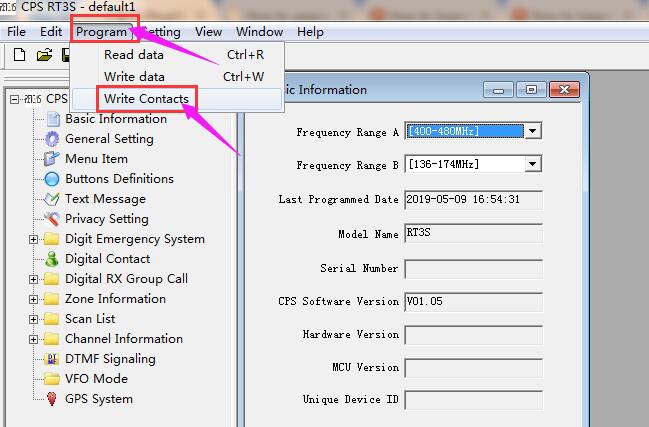 CPS RT3S - default1
File Edit Program etting View Window Help
Read data Ctrl+R
Write data Ctrl+W
Write Contacts
CPS
Basic Information
General Setting
Menu Item
Buttons Definitions
Text Message
Privacy Setting
Digit Emergency System
Digital Contact
Digital RX Group Call
Zone Information
Scan List
Channel Information
DTMF Signaling
VFO Mode
GPS System
ic Information
Frequency Range A [400-480MHz]
Frequency Range B [136-174MHz]
Last Programmed Date 2019-05-09 16:54:31
Model Name RT3S
Serial Number
CPS Software Version V01.05
Hardware Version
MCU Version
Unique Device ID